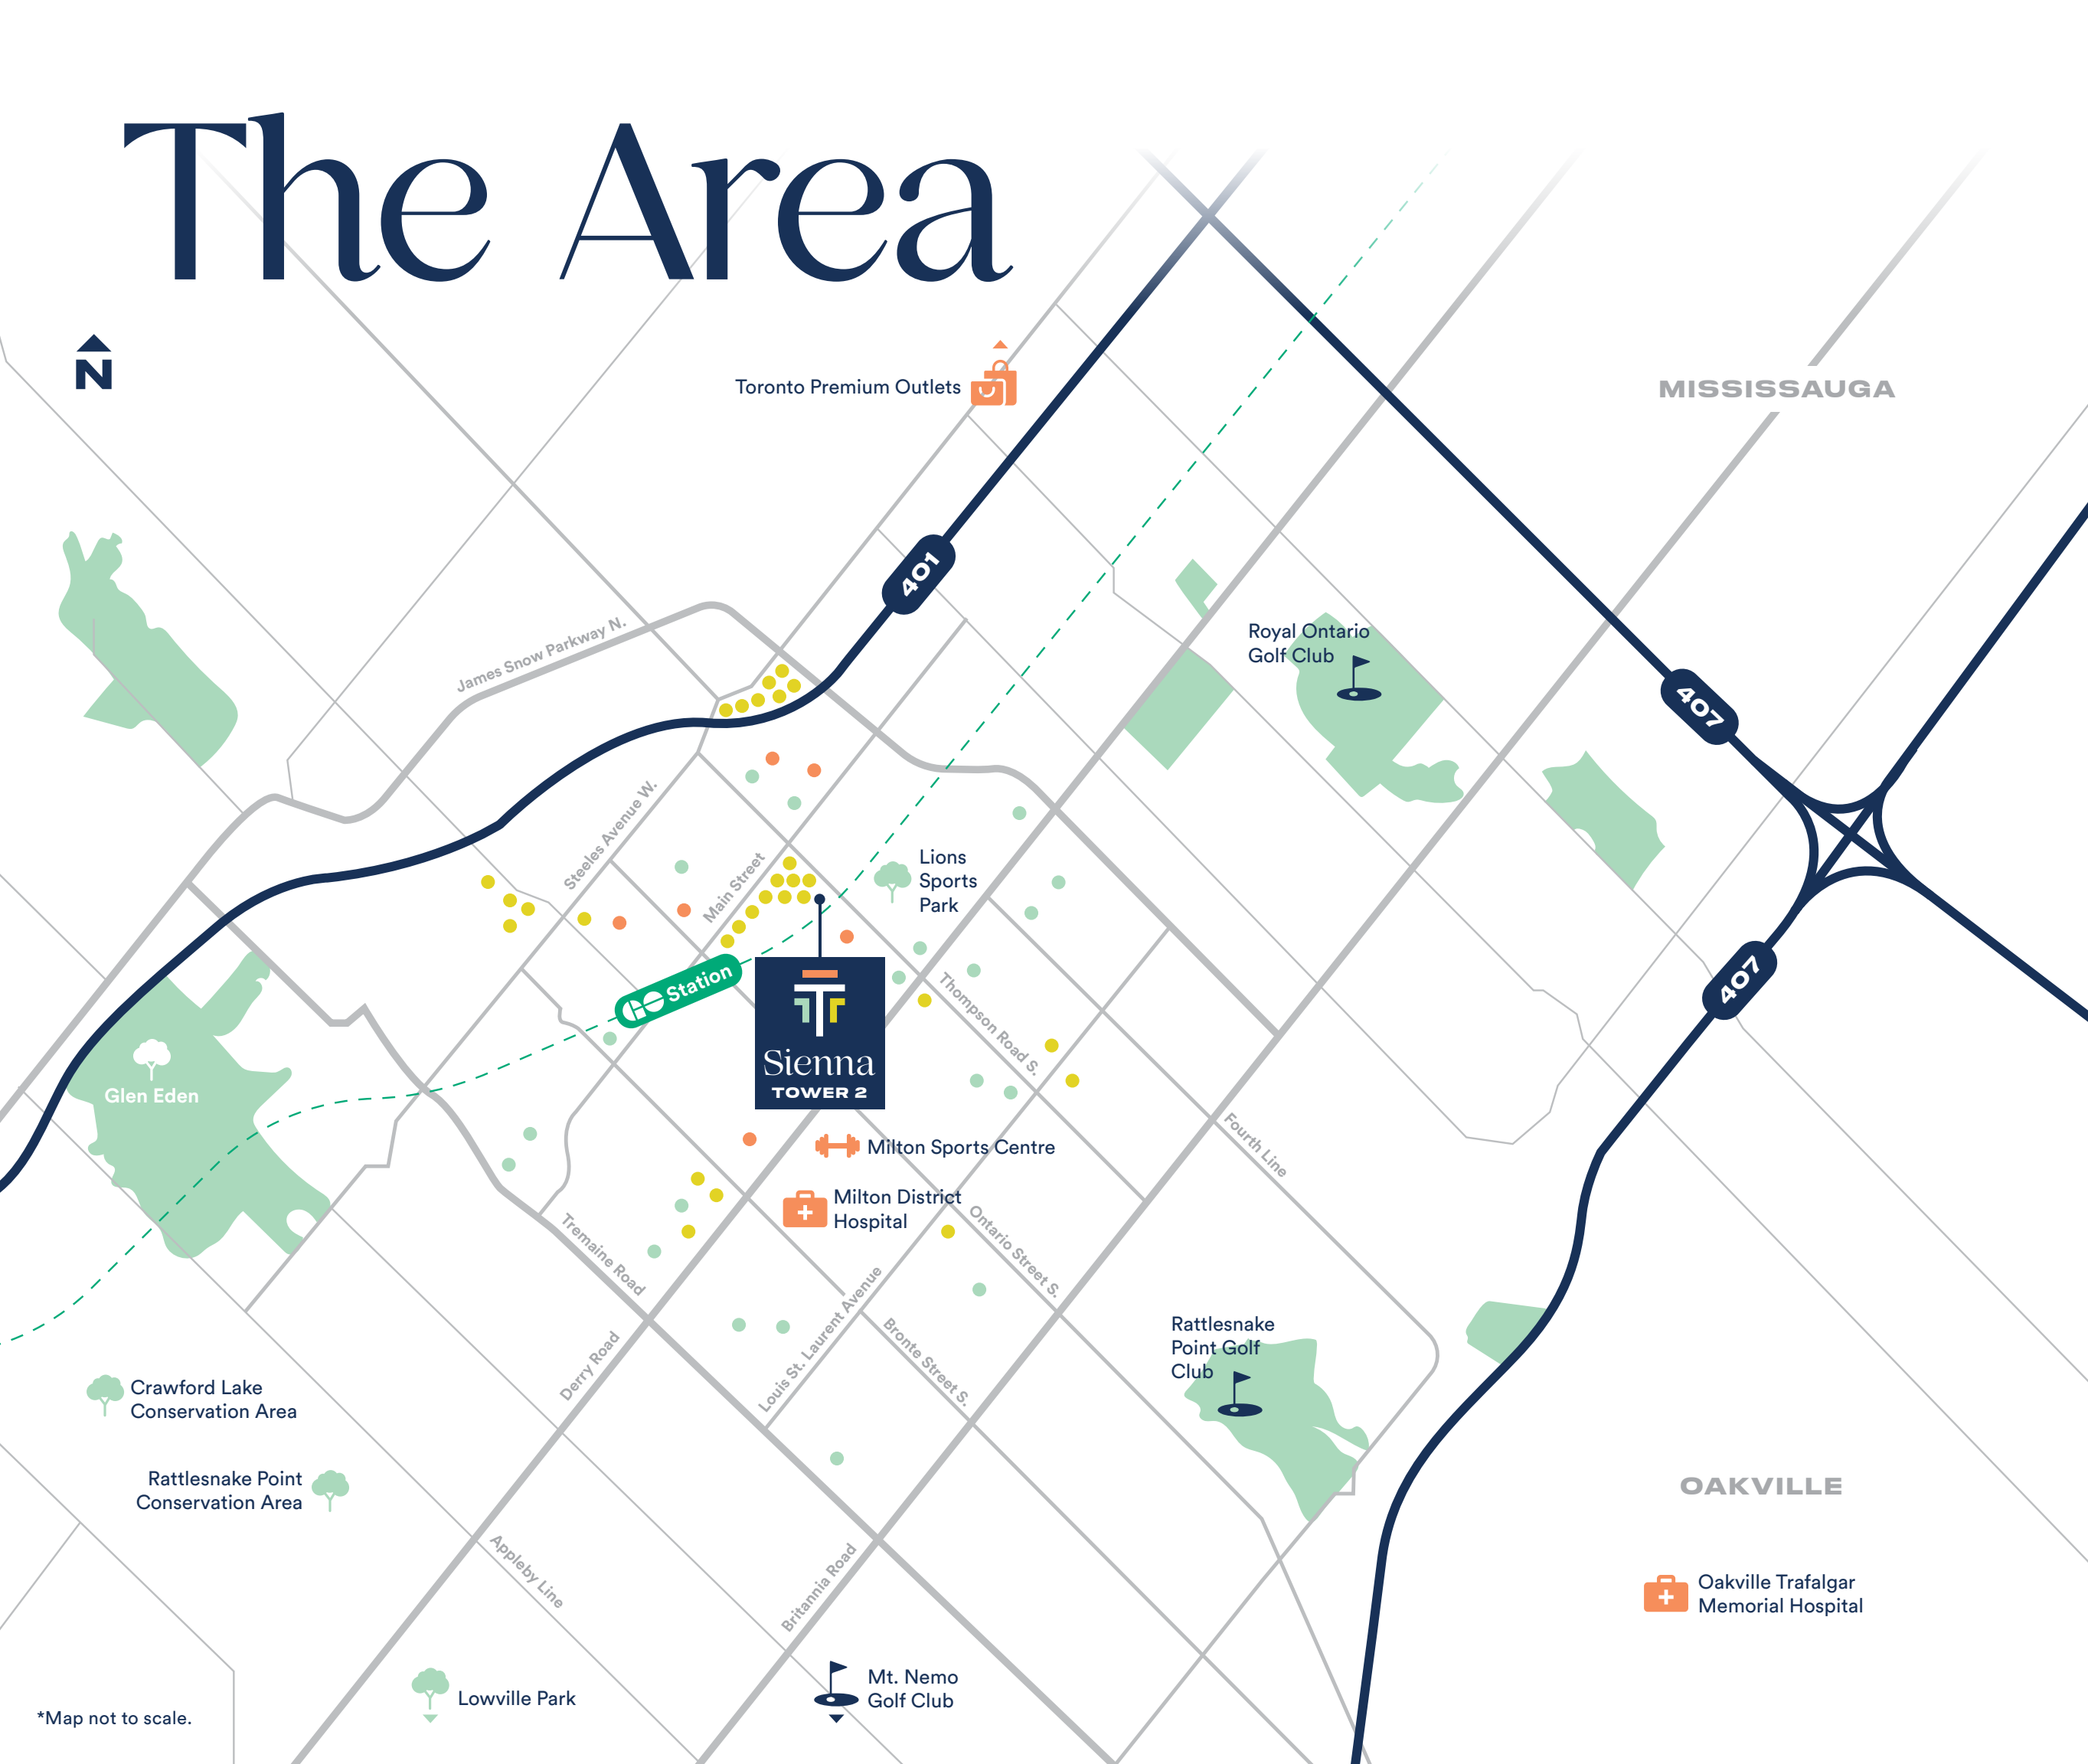 The Area
N
Toronto Premium Outlets
MISSISSAUGA
401
James Snow Parkway N.
Royal Ontario
Golf Club
407
Steeles Avenue W.
Main Street
Lions
Sports
Park
407
GO Station
Thompson Road S.
Sienna
TOWER 2
Glen Eden
Milton Sports Centre
Fourth Line
Milton District
Hospital
Tremaine Road
Ontario Street S.
Louis St. Laurent Avenue
Bronte Street S.
Derry Road
Rattlesnake
Point Golf
Club
Crawford Lake
Conservation Area
Rattlesnake Point
Conservation Area
OAKVILLE
Appleby Line
Britannia Road
Oakville Trafalgar
Memorial Hospital
Lowville Park
Mt. Nemo
Golf Club
*Map not to scale.